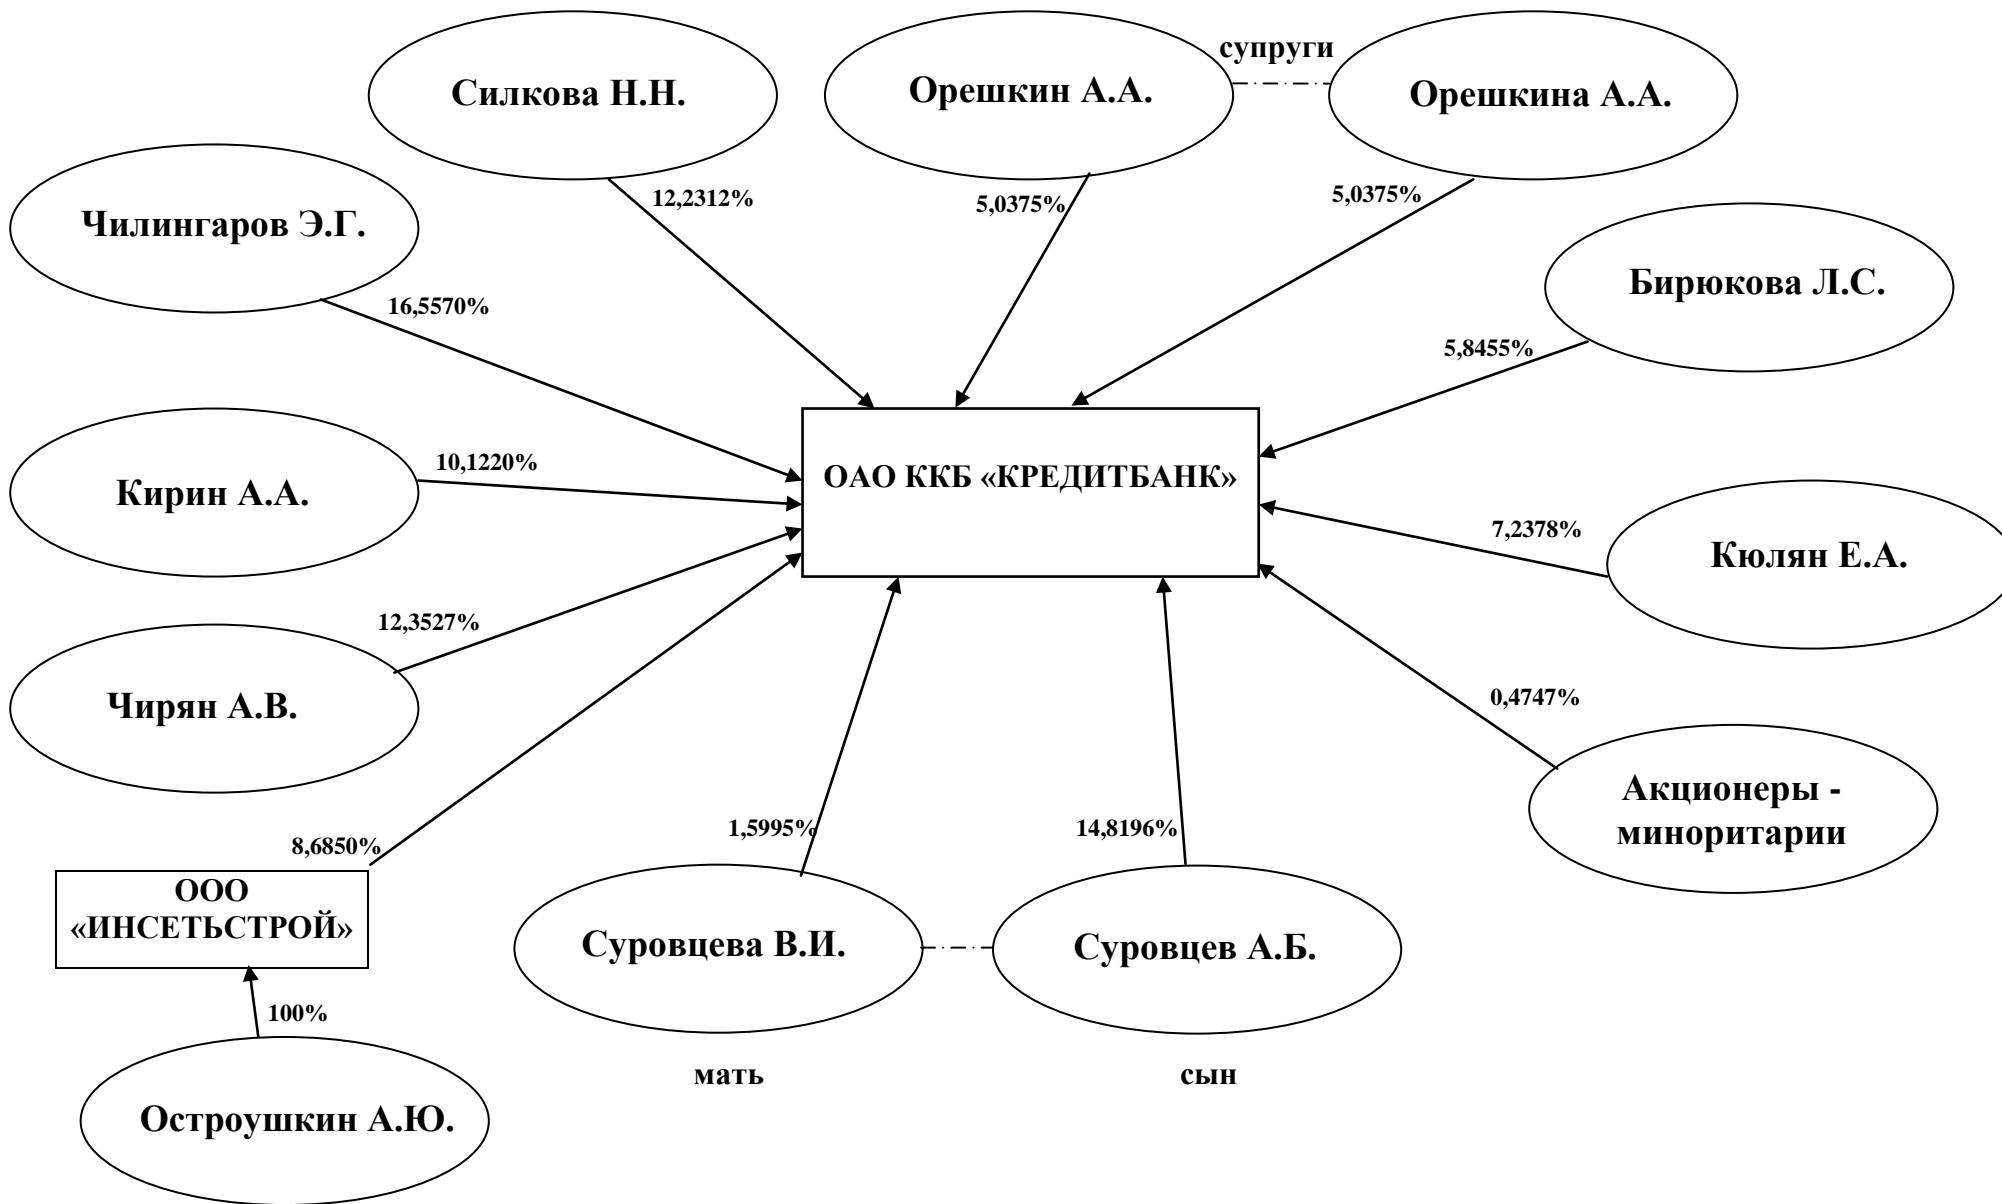 супруги
Силкова Н.Н.
Орешкин А.А.
Орешкина А.А.
12,2312%
5,0375%
5,0375%
Чилингаров Э.Г.
16,5570%
Бирюкова Л.С.
5,8455%
ОАО ККБ «КРЕДИТБАНК»
10,1220%
Кирин А.А.
7,2378%
Кюлян Е.А.
12,3527%
Чирян А.В.
0,4747%
Акционеры -
миноритарии
8,6850%
1,5995%
14,8196%
ООО
«ИНСЕТЬСТРОЙ»
Суровцева В.И.
Суровцев А.Б.
100%
мать
сын
Остроушкин А.Ю.